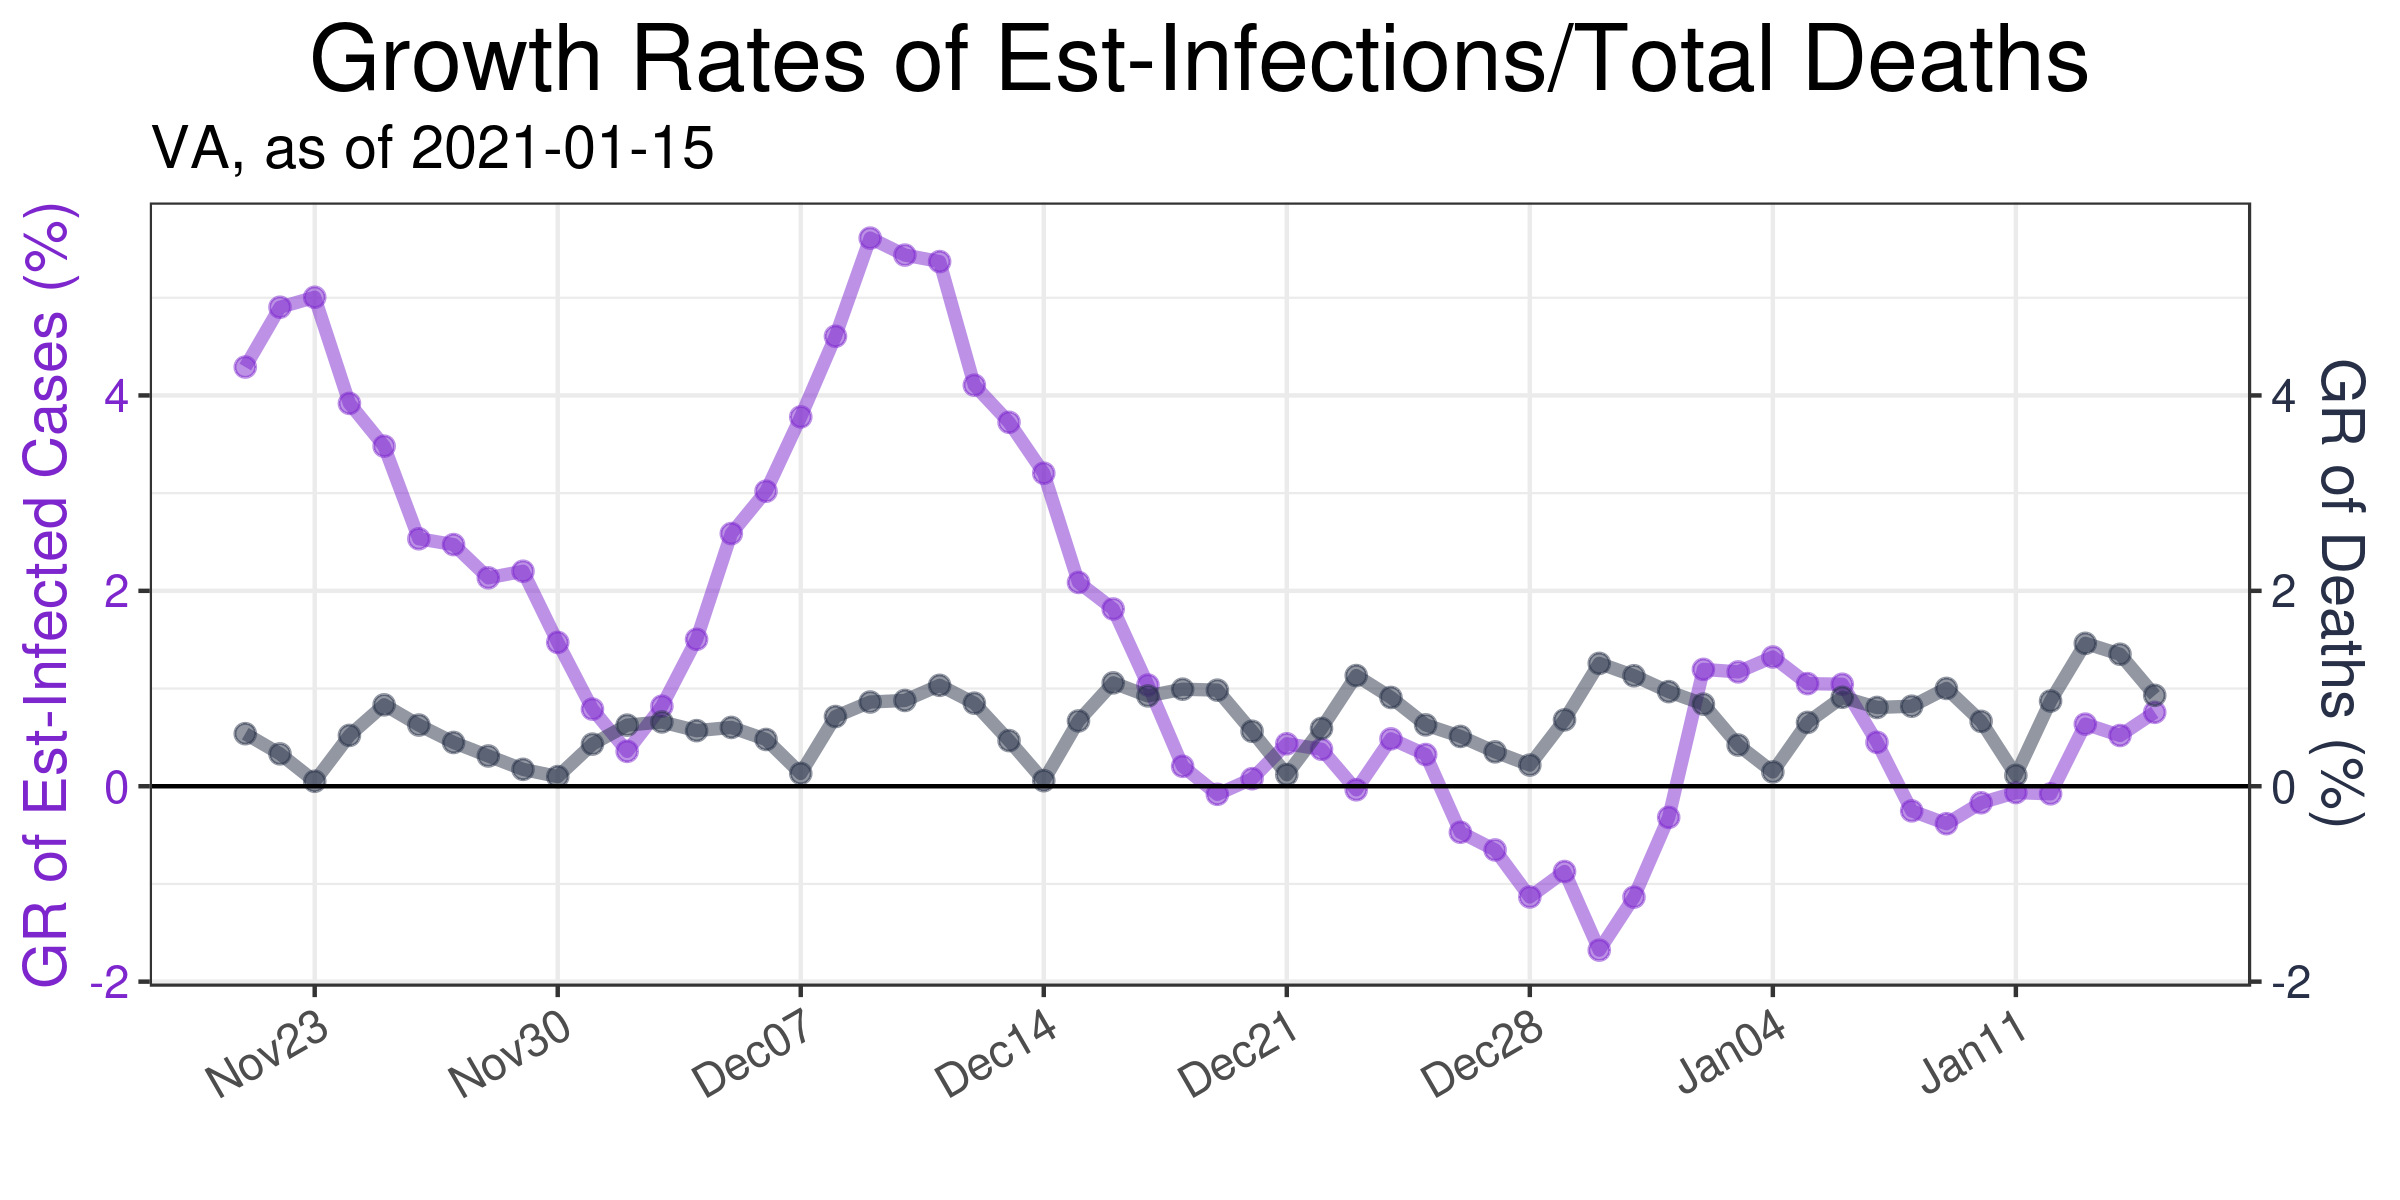 Growth Rates of Est-Infections/Total Deaths
VA, as of 2021-01-15
GR of Est-Infected Cases (%)
4
2
0
-2
4
2
0
-2
GR of Deaths (%)
Nov23
Nov30
Dec07
Dec14
Dec21
Dec28
Jan04
Jan11